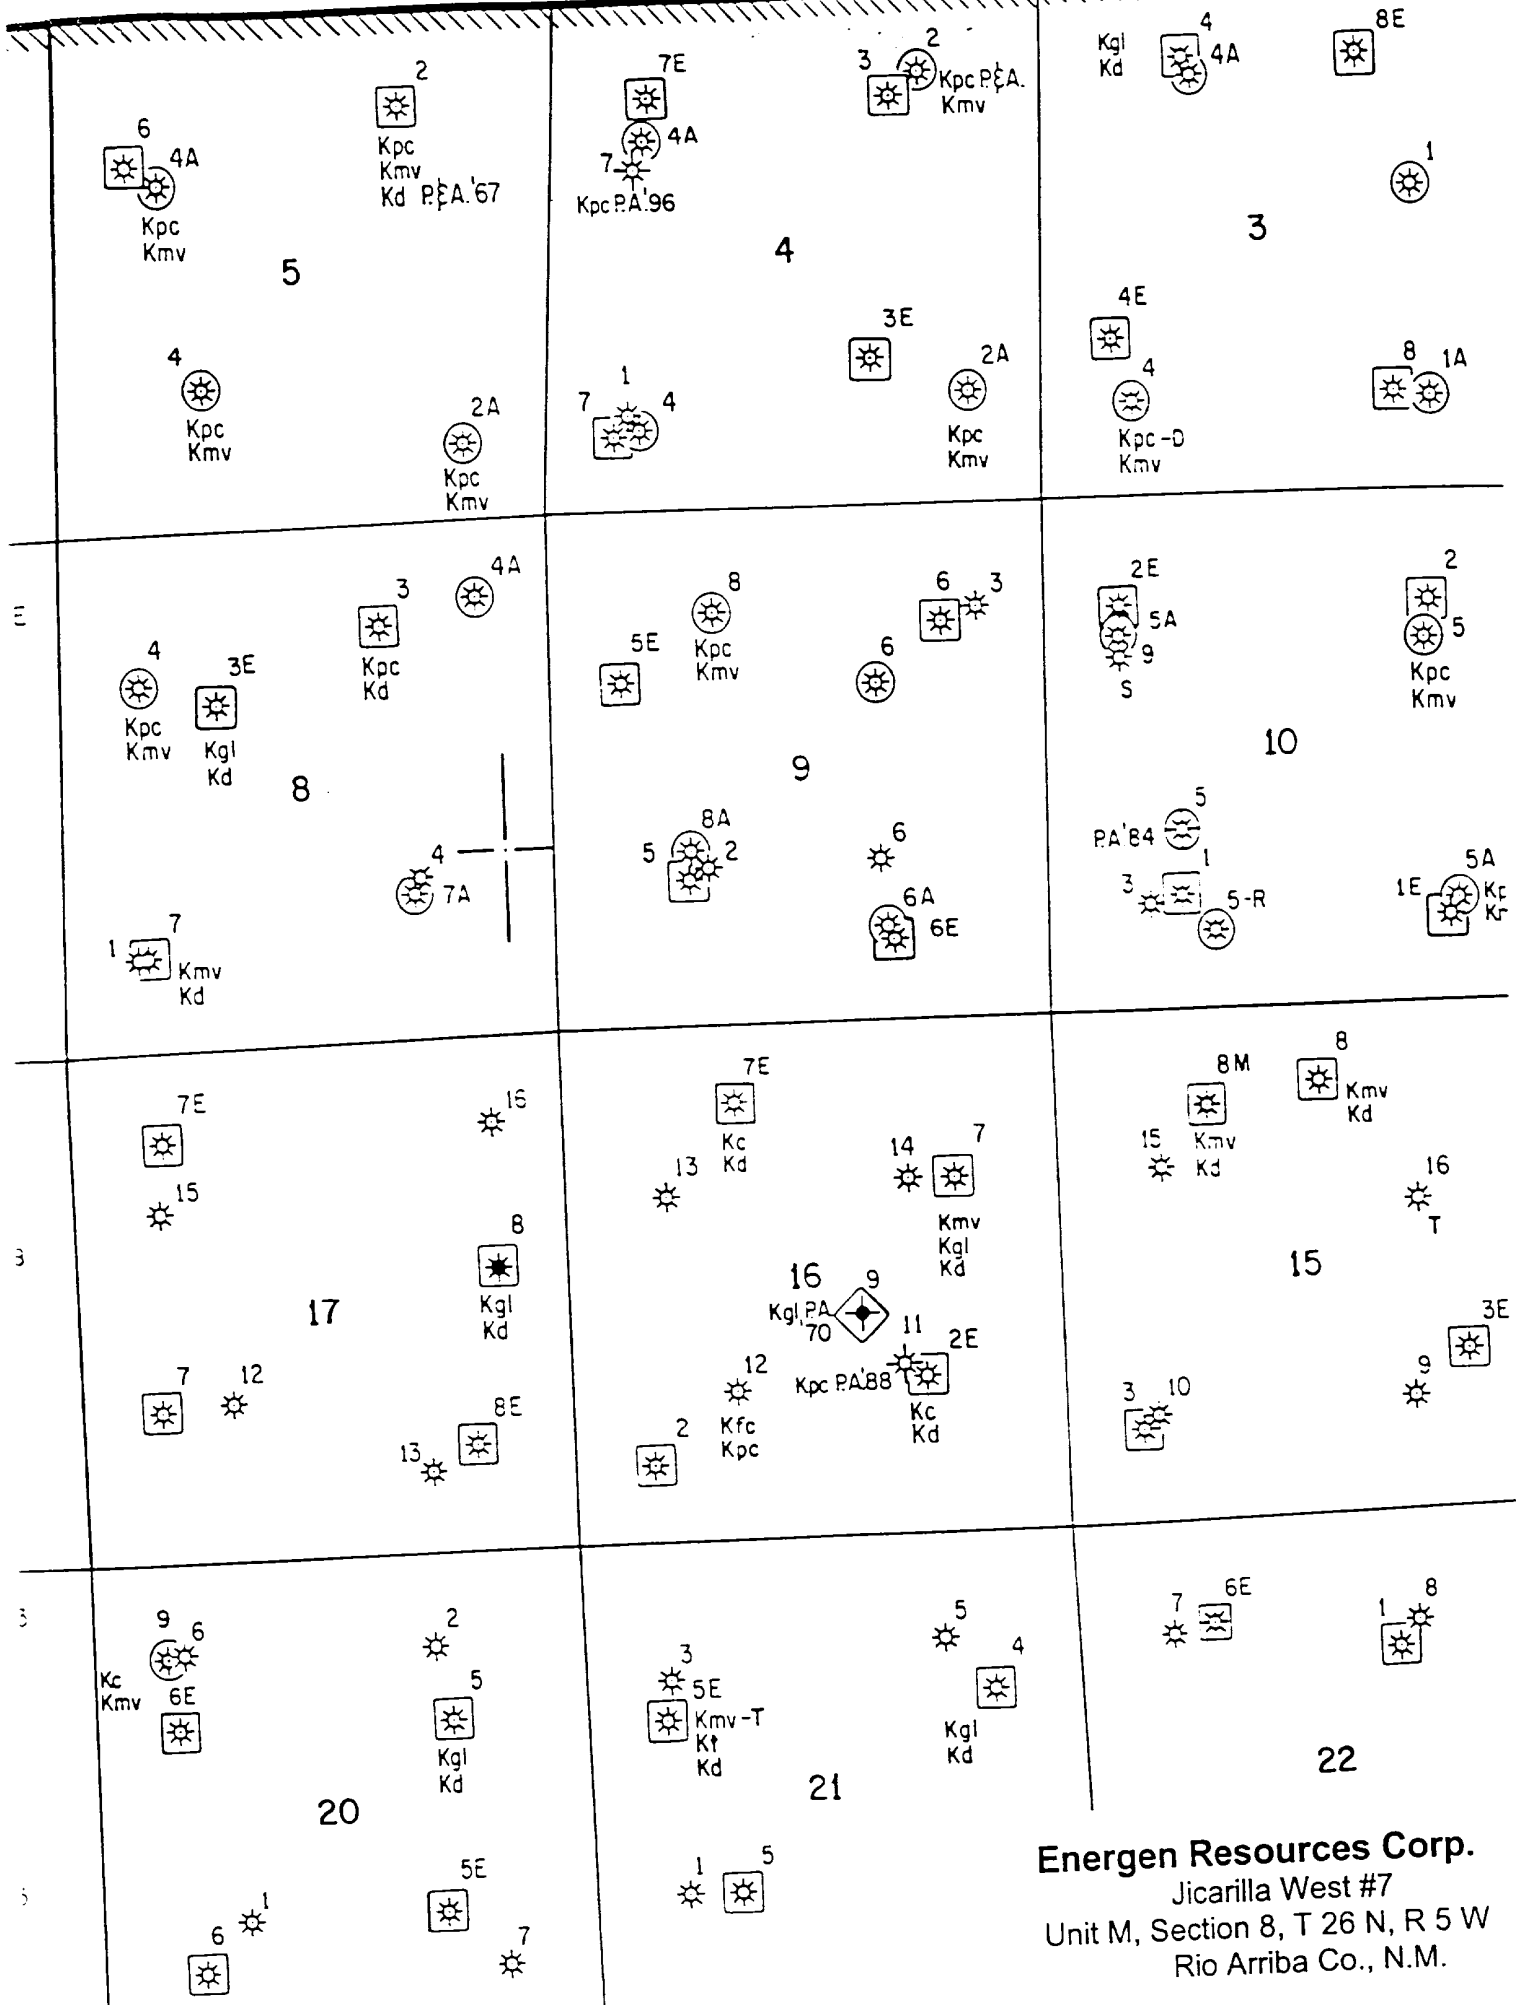 2
Kpc
Kmv
Kd P.&A.'67
6
4A
Kpc
Kmv
5
4
Kpc
Kmv
2A
Kpc
Kmv
7E
4A
7
Kpc P.A.'96
3
2
Kpc P.&A.
Kmv
4
3E
2A
Kpc
Kmv
1
7
4
Kgl
Kd
4
4A
8E
1
3
4E
4
Kpc-D
Kmv
8
1A
E
4
Kpc
Kmv
3E
Kgl
Kd
3
Kpc
Kd
4A
8
4
7A
1
7
Kmv
Kd
8
Kpc
Kmv
5E
6
3
6
9
8A
5
2
6
6A
6E
2E
5A
9
S
2
5
Kpc
Kmv
10
5
P.A.'84
1
3
5-R
5A
1E
7E
15
16
8
Kgl
Kd
17
7
12
8E
13
7E
Kc
Kd
13
14
7
Kmv
Kgl
Kd
16
9
Kgl P.A.
'70
11
2E
Kpc P.A.'88
Kc
Kd
12
Kfc
Kpc
2
8M
Kmv
Kd
8
Kmv
Kd
15
16
T
15
3E
9
3
10
9
6
Kc
Kmv
6E
2
5
Kgl
Kd
20
1
6
5E
7
3
5E
Kmv-T
Kd
5
4
Kgl
Kd
21
1
5
7
6E
1
8
22
Energen Resources Corp.
Jicarilla West #7
Unit M, Section 8, T 26 N, R 5 W
Rio Arriba Co., N.M.